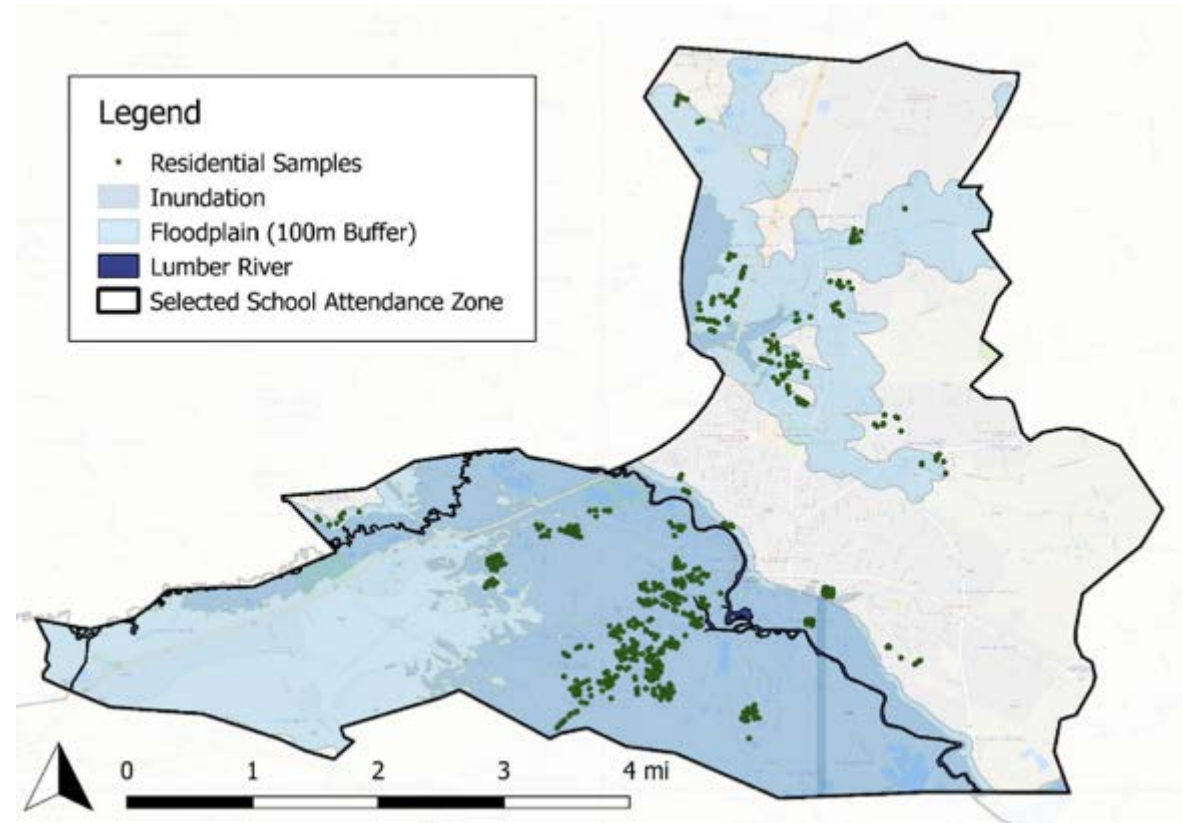 Legend
Residential Samples
Inundation
Floodplain (100m Buffer)
Lumber River
Selected School Attendance Zone
0 1 2 3 4 mi